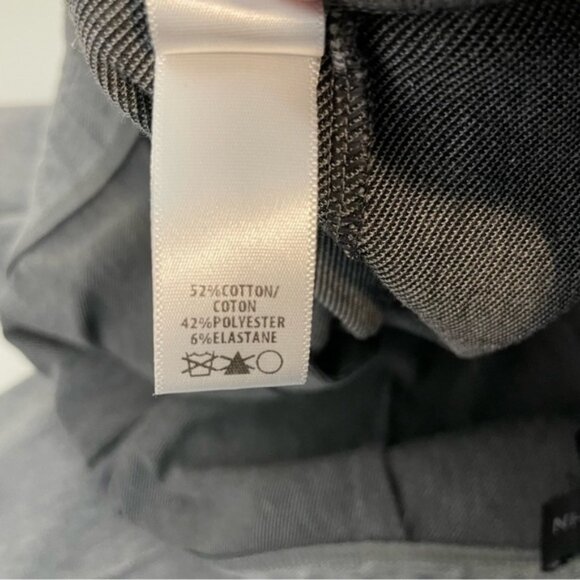 52%COTTON/
COTON
42%POLYESTER
6%ELASTANE